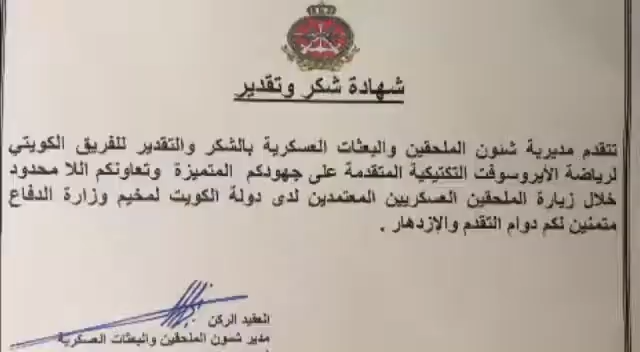 شهادة شكر وتقدير
تتقدم مديرية شئون الملحقين والبعثات العسكرية بالشكر والتقدير للفريق الكويتي
لرياضة الأيروسوفت التكتيكية المتقدمة على جهودكم المتميزة وتعاونكم اللا محدود
خلال زيارة الملحقين العسكريين المعتمدين لدى دولة الكويت لمخيم وزارة الدفاع
متمنين لكم دوام التقدم والإزدهار .
العقيد الركن
مدير شئون الملحقين والبعثات العسكرية